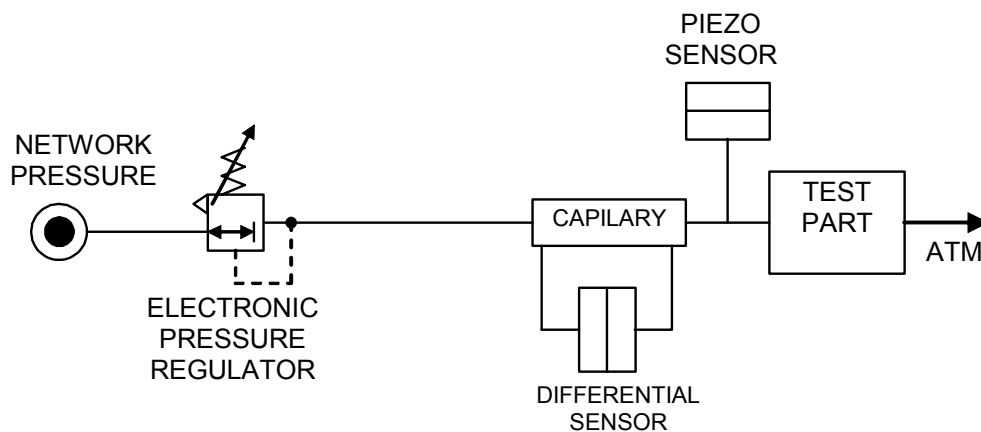 PIEZO
SENSOR
NETWORK
PRESSURE
CAPILARY
TEST
PART
ATM
ELECTRONIC
PRESSURE
REGULATOR
DIFFERENTIAL
SENSOR